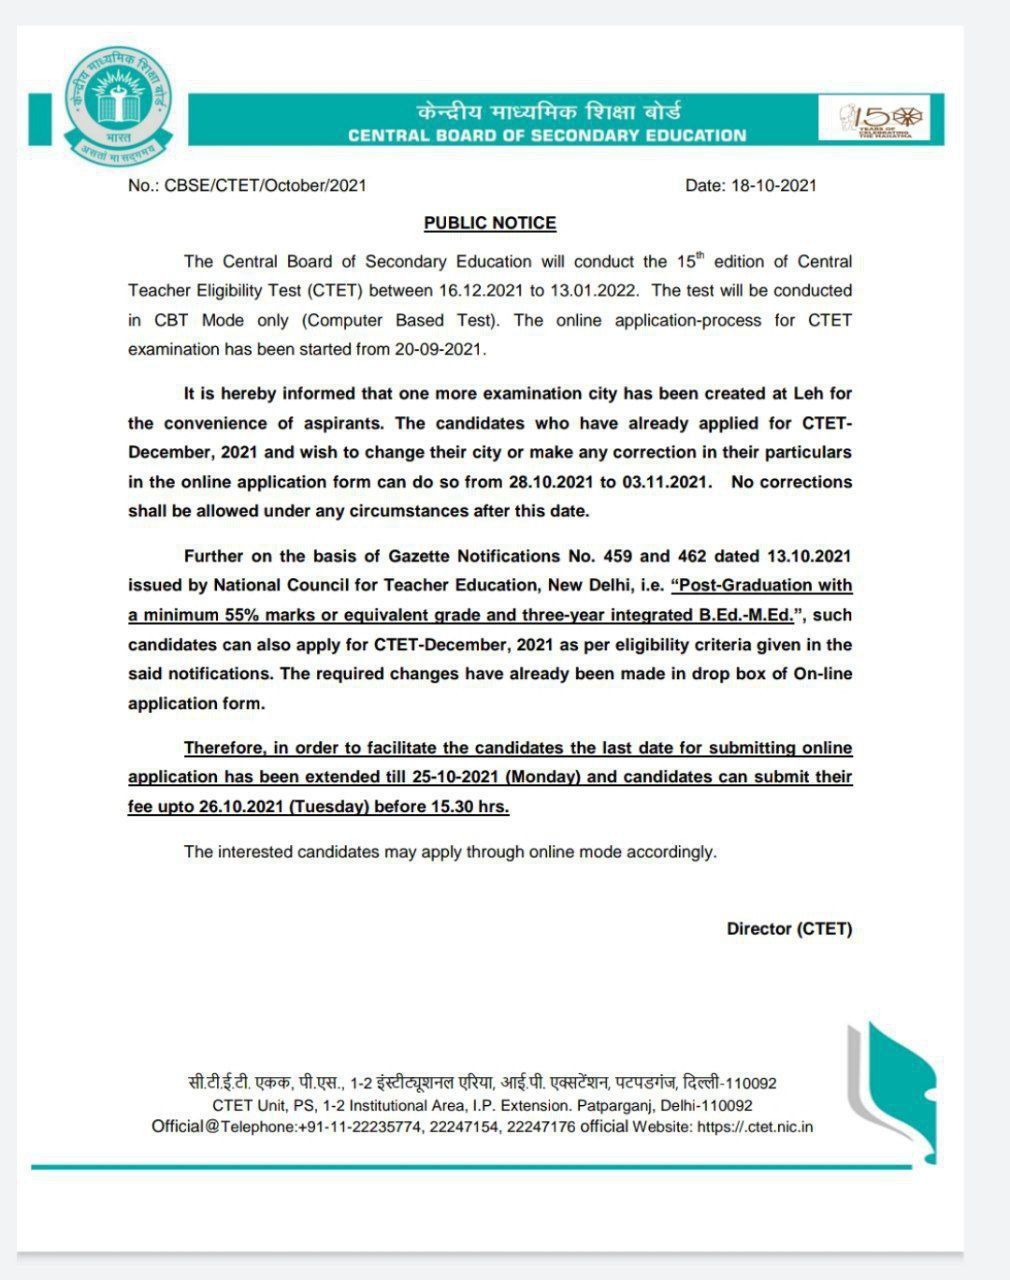 केन्द्रीय माध्यमिक शिक्षा बोर्ड
भारत
असतो मा सद्गमय
केन्द्रीय माध्यमिक शिक्षा बोर्ड
CENTRAL BOARD OF SECONDARY EDUCATION
150
YEARS OF
CELEBRATING
THE MAHATMA
No.: CBSE/CTET/October/2021 Date: 18-10-2021
PUBLIC NOTICE
The Central Board of Secondary Education will conduct the 15th edition of Central
Teacher Eligibility Test (CTET) between 16.12.2021 to 13.01.2022. The test will be conducted
in CBT Mode only (Computer Based Test). The online application-process for CTET
examination has been started from 20-09-2021.
It is hereby informed that one more examination city has been created at Leh for
the convenience of aspirants. The candidates who have already applied for CTET-
December, 2021 and wish to change their city or make any correction in their particulars
in the online application form can do so from 28.10.2021 to 03.11.2021. No corrections
shall be allowed under any circumstances after this date.
Further on the basis of Gazette Notifications No. 459 and 462 dated 13.10.2021
issued by National Council for Teacher Education, New Delhi, i.e. “Post-Graduation with
a minimum 55% marks or equivalent grade and three-year integrated B.Ed.-M.Ed.”, such
candidates can also apply for CTET-December, 2021 as per eligibility criteria given in the
said notifications. The required changes have already been made in drop box of On-line
application form.
Therefore, in order to facilitate the candidates the last date for submitting online
application has been extended till 25-10-2021 (Monday) and candidates can submit their
fee upto 26.10.2021 (Tuesday) before 15.30 hrs.
The interested candidates may apply through online mode accordingly.
Director (CTET)
सी.टी.ई.टी. एकक, पी.एस., 1-2 इंस्टीट्यूशनल एरिया, आई.पी. एक्सटेंशन, पटपडगंज, दिल्ली-110092
CTET Unit, PS, 1-2 Institutional Area, I.P. Extension. Patparganj, Delhi-110092
Official@Telephone:+91-11-22235774, 22247154, 22247176 official Website: https://.ctet.nic.in